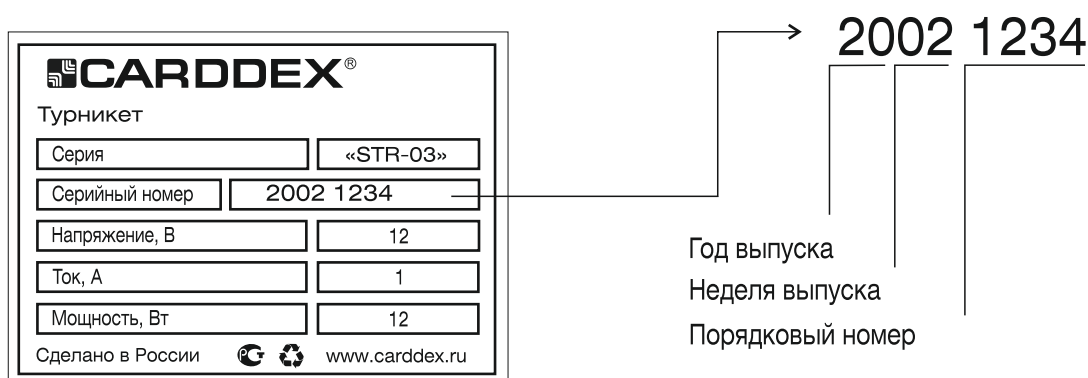 CARDDEX®
Турникет
Серия «STR-03»
Серийный номер 2002 1234
Напряжение, В 12
Ток, А 1
Мощность, Вт 12
Сделано в России РСТ www.carddex.ru
2002 1234
Год выпуска
Неделя выпуска
Порядковый номер